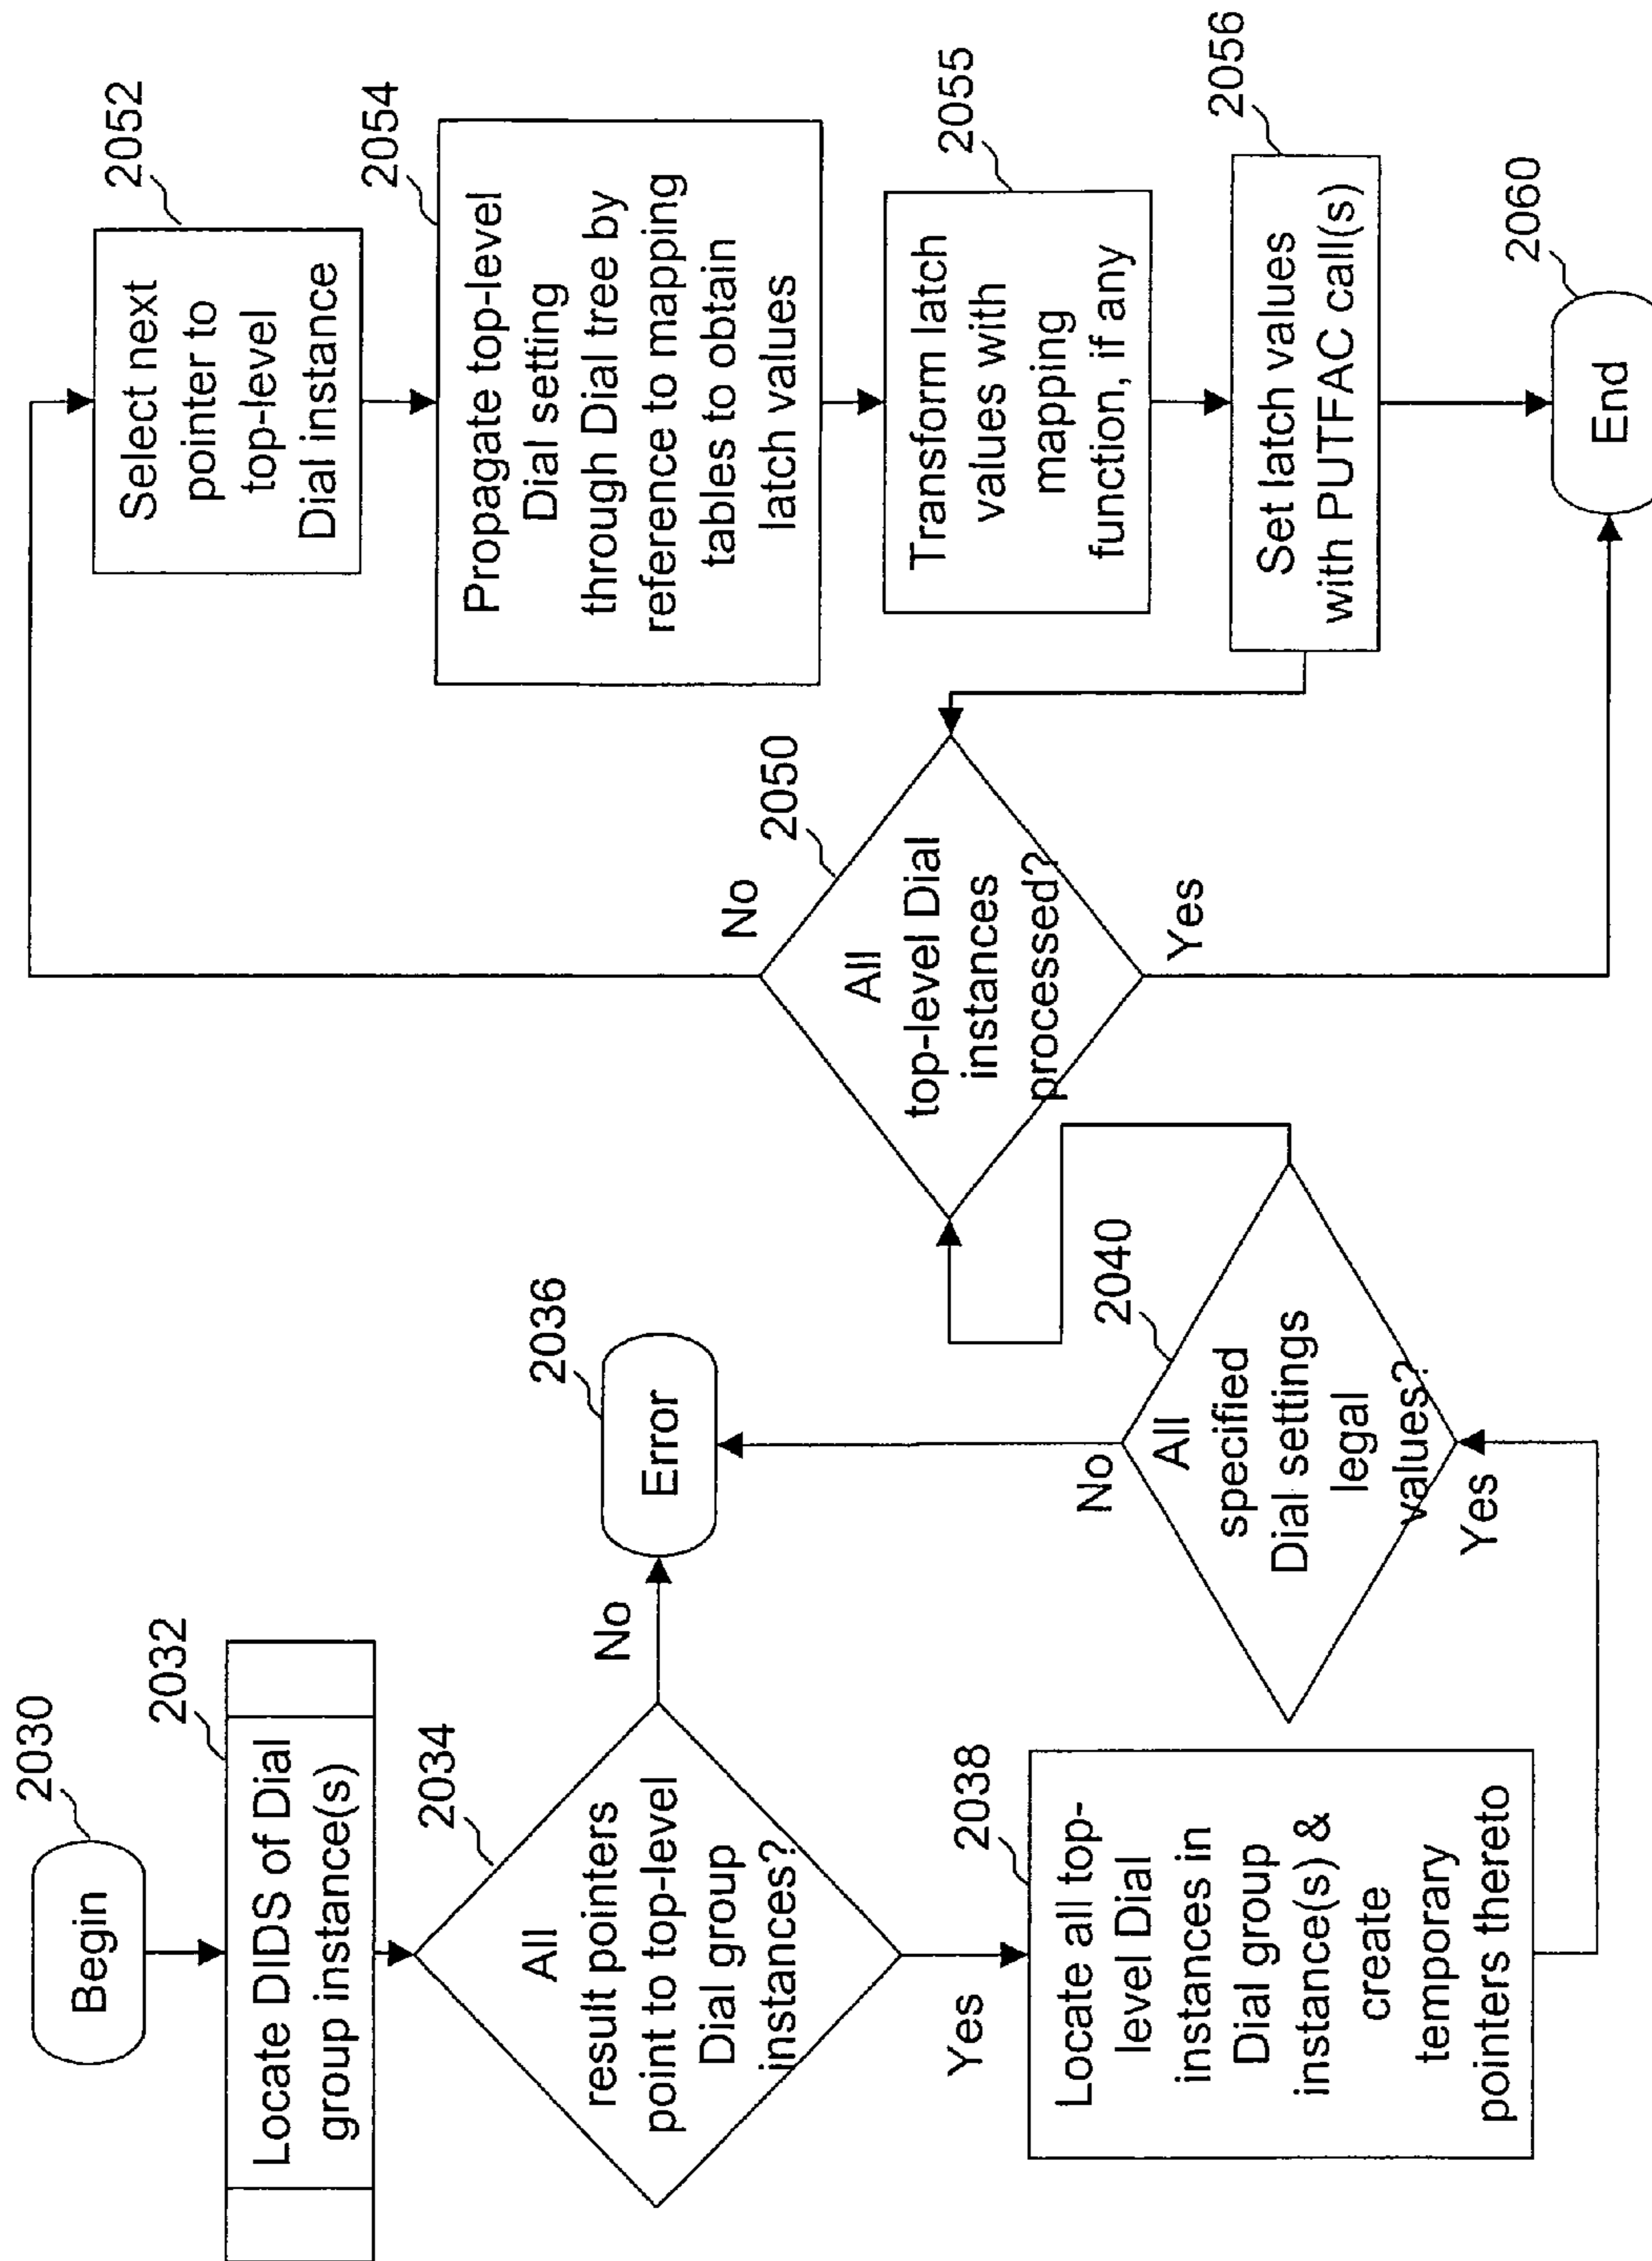 2030
Begin
2032
Locate DIDS of Dial
group instance(s)
2034
All
result pointers
point to top-level
Dial group
instances?
No
Yes
2036
Error
2038
Locate all top-
level Dial
instances in
Dial group
instance(s) &
create
temporary
pointers thereto
2040
All
specified
Dial settings
legal
values?
No
Yes
2050
All
top-level Dial
instances
processed?
No
Yes
2052
Select next
pointer to
top-level
Dial instance
2054
Propagate top-level
Dial setting
through Dial tree by
reference to mapping
tables to obtain
latch values
2055
Transform latch
values with
mapping
function, if any
2056
Set latch values
with PUTFAC call(s)
2060
End